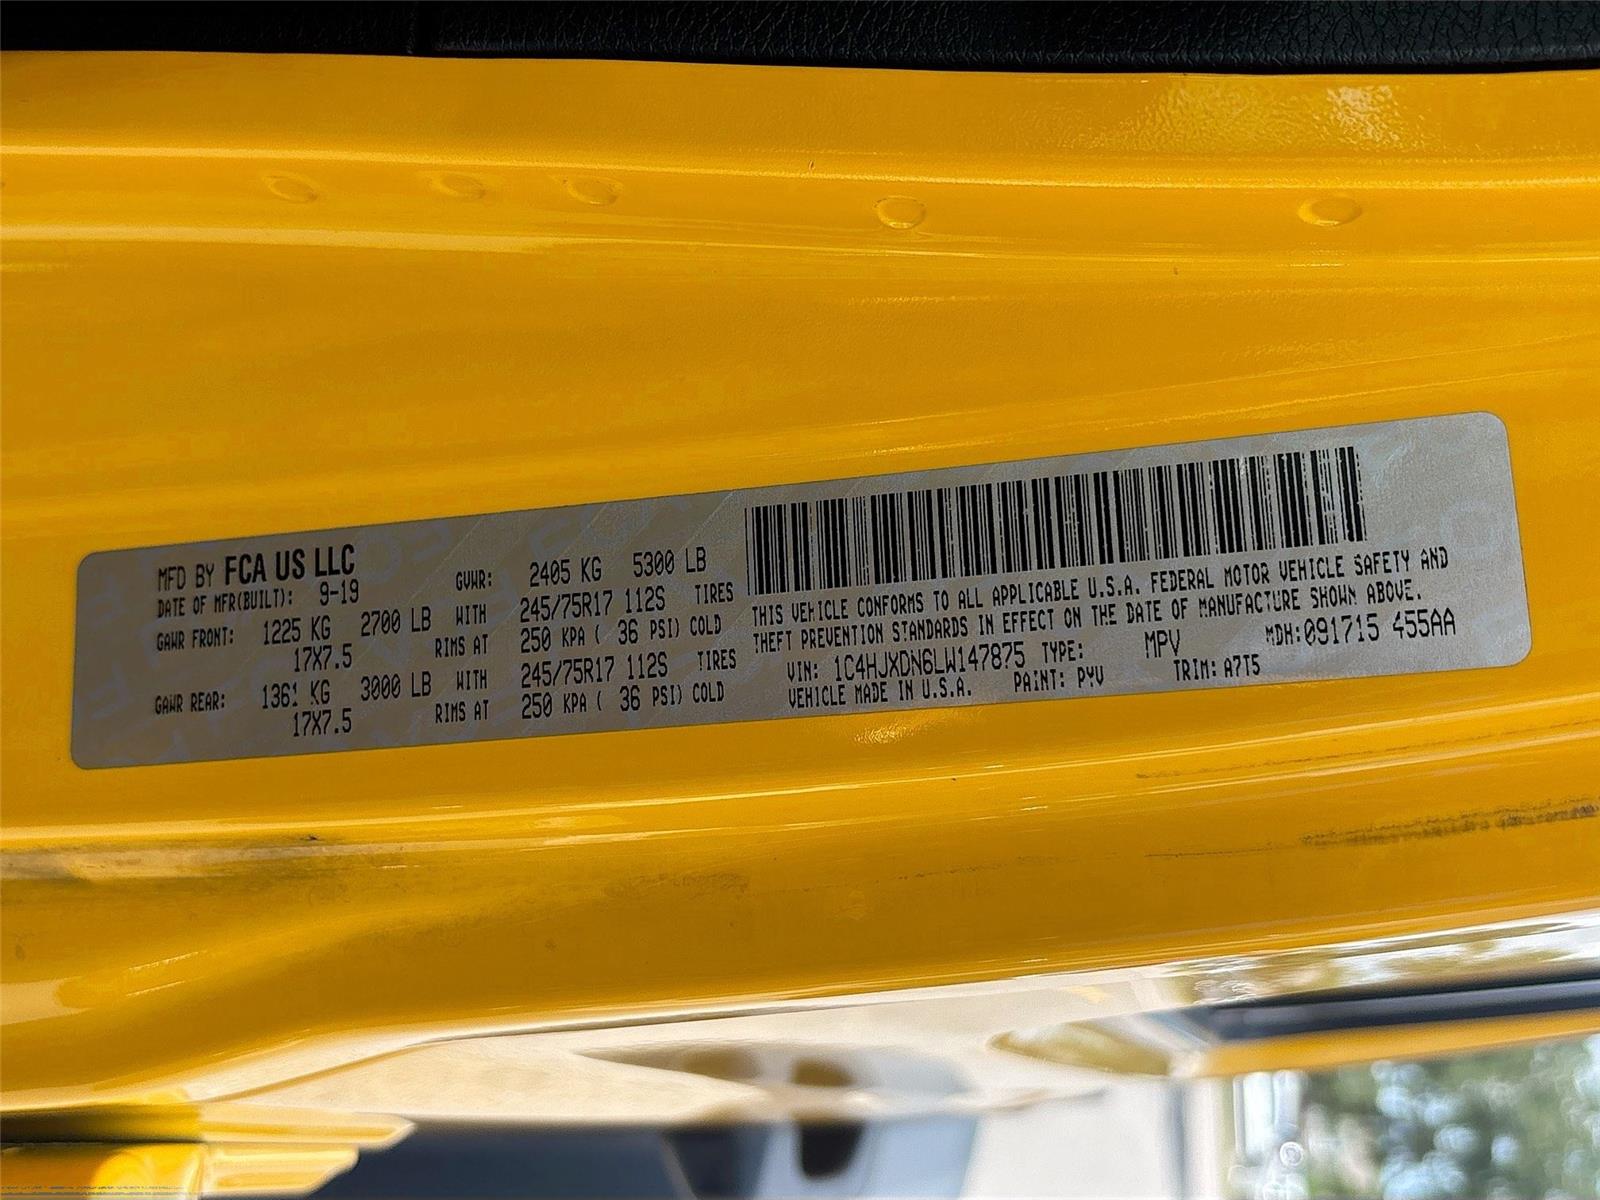 MFD BY FCA US LLC
DATE OF MFR(BUILT): 9-19 GVWR: 2405 KG 5300 LB
GAWR FRONT: 1225 KG 2700 LB WITH 245/75R17 112S TIRES
17X7.5 RIMS AT 250 KPA ( 36 PSI) COLD
GAWR REAR: 1361 KG 3000 LB WITH 245/75R17 112S TIRES
17X7.5 RIMS AT 250 KPA ( 36 PSI) COLD
THIS VEHICLE CONFORMS TO ALL APPLICABLE U.S.A. FEDERAL MOTOR VEHICLE SAFETY AND
THEFT PREVENTION STANDARDS IN EFFECT ON THE DATE OF MANUFACTURE SHOWN ABOVE.
VIN: 1C4HJXDN6LW147875 TYPE: MPV MDH:091715 455AA
VEHICLE MADE IN U.S.A. PAINT: PYV TRIM: A7T5